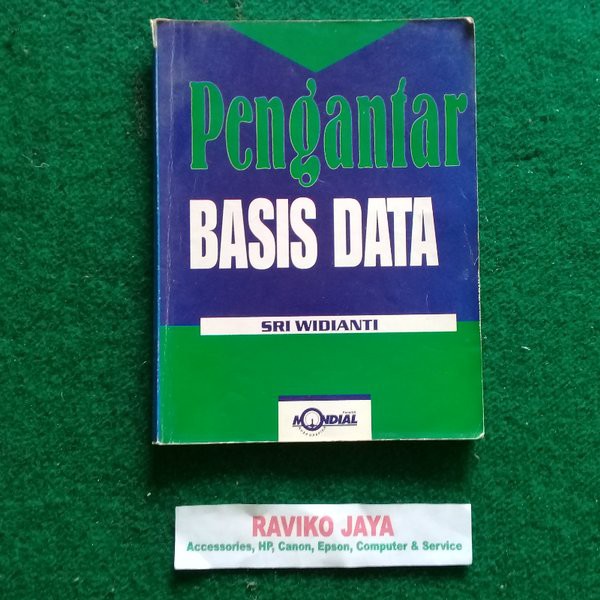 Pengantar
BASIS DATA
SRI WIDIANTI
MONDIAL
RAVIKO JAYA
Accessories, HP, Canon, Epson, Computer & Service